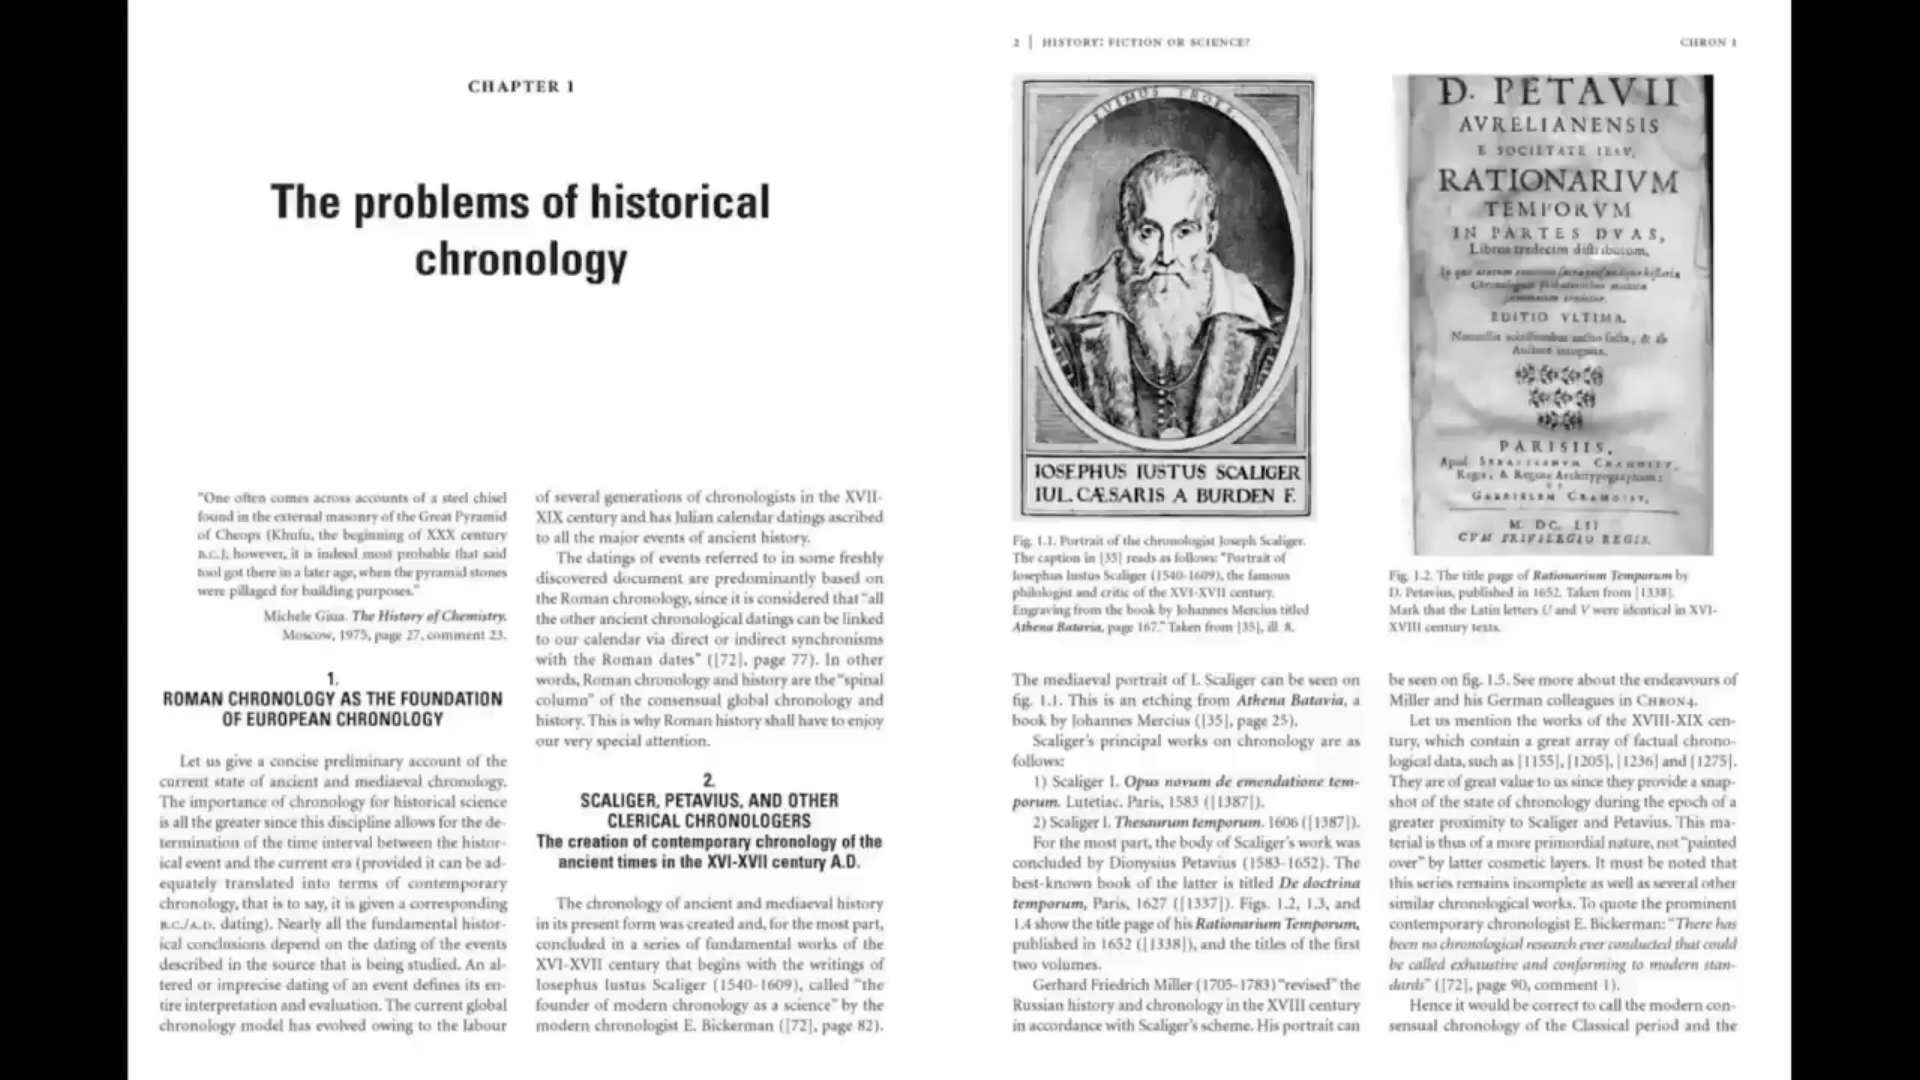 CHAPTER 1
The problems of historical
chronology
"One often comes across accounts of a steel chisel
found in the external masonry of the Great Pyramid
of Cheops (Khufu, the beginning of XXX century
B.C.); however, it is indeed most probable that said
tool got there in a later age, when the pyramid stones
were pillaged for building purposes."
Michele Giua. The History of Chemistry.
Moscow, 1975, page 27, comment 23.
1.
ROMAN CHRONOLOGY AS THE FOUNDATION
OF EUROPEAN CHRONOLOGY
Let us give a concise preliminary account of the
current state of ancient and mediaeval chronology.
The importance of chronology for historical science
is all the greater since this discipline allows for the de-
termination of the time interval between the histor-
ical event and the current era (provided it can be ad-
equately translated into terms of contemporary
chronology, that is to say, it is given a corresponding
B.C./A.D. dating). Nearly all the fundamental histor-
ical conclusions depend on the dating of the events
described in the source that is being studied. An al-
tered or imprecise dating of an event defines its en-
tire interpretation and evaluation. The current global
chronology model has evolved owing to the labour
of several generations of chronologists in the XVII-
XIX century and has Julian calendar datings ascribed
to all the major events of ancient history.
The datings of events referred to in some freshly
discovered document are predominantly based on
the Roman chronology, since it is considered that "all
the other ancient chronological datings can be linked
to our calendar via direct or indirect synchronisms
with the Roman dates" ([72], page 77). In other
words, Roman chronology and history are the "spinal
column" of the consensual global chronology and
history. This is why Roman history shall have to enjoy
our very special attention.
2.
SCALIGER, PETAVIUS, AND OTHER
CLERICAL CHRONOLOGERS
The creation of contemporary chronology of the
ancient times in the XVI-XVII century A.D.
The chronology of ancient and mediaeval history
in its present form was created and, for the most part,
concluded in a series of fundamental works of the
XVI-XVII century that begins with the writings of
Iosephus Iustus Scaliger (1540-1609), called "the
founder of modern chronology as a science" by the
modern chronologist E. Bickerman ([72], page 82).
2 | HISTORY: FICTION OR SCIENCE?
CHRON 1
FVIMUS TROES
IOSEPHUS IUSTUS SCALIGER
IUL. CÆSARIS A BURDEN F.
Fig. 1.1. Portrait of the chronologist Joseph Scaliger.
The caption in [35] reads as follows: "Portrait of
Iosephus Iustus Scaliger (1540-1609), the famous
philologist and critic of the XVI-XVII century.
Engraving from the book by Johannes Mercius titled
Athena Batavia, page 167." Taken from [35], ill. 8.
D. PETAVII
AVRELIANENSIS
E SOCIETATE IESV,
RATIONARIVM
TEMPORVM
IN PARTES DVAS,
Libros tredecim distributum,
EDITIO VLTIMA.
PARISIIS,
M. DC. LII
CVM PRIVILEGIO REGIS.
Fig. 1.2. The title page of Rationarium Temporum by
D. Petavius, published in 1652. Taken from [1338].
Mark that the Latin letters U and V were identical in XVI-
XVIII century texts.
The mediaeval portrait of I. Scaliger can be seen on
fig. 1.1. This is an etching from Athena Batavia, a
book by Johannes Mercius ([35], page 25).
Scaliger's principal works on chronology are as
follows:
1) Scaliger I. Opus novum de emendatione tem-
porum. Lutetiac. Paris, 1583 ([1387]).
2) Scaliger I. Thesaurum temporum. 1606 ([1387]).
For the most part, the body of Scaliger's work was
concluded by Dionysius Petavius (1583-1652). The
best-known book of the latter is titled De doctrina
temporum, Paris, 1627 ([1337]). Figs. 1.2, 1.3, and
1.4 show the title page of his Rationarium Temporum,
published in 1652 ([1338]), and the titles of the first
two volumes.
Gerhard Friedrich Miller (1705-1783) "revised" the
Russian history and chronology in the XVIII century
in accordance with Scaliger's scheme. His portrait can
be seen on fig. 1.5. See more about the endeavours of
Miller and his German colleagues in CHRON4.
Let us mention the works of the XVIII-XIX cen-
tury, which contain a great array of factual chrono-
logical data, such as [1155], [1205], [1236] and [1275].
They are of great value to us since they provide a snap-
shot of the state of chronology during the epoch of a
greater proximity to Scaliger and Petavius. This ma-
terial is thus of a more primordial nature, not "painted
over" by latter cosmetic layers. It must be noted that
this series remains incomplete as well as several other
similar chronological works. To quote the prominent
contemporary chronologist E. Bickerman: "There has
been no chronological research ever conducted that could
be called exhaustive and conforming to modern stan-
dards" ([72], page 90, comment 1).
Hence it would be correct to call the modern con-
sensual chronology of the Classical period and the